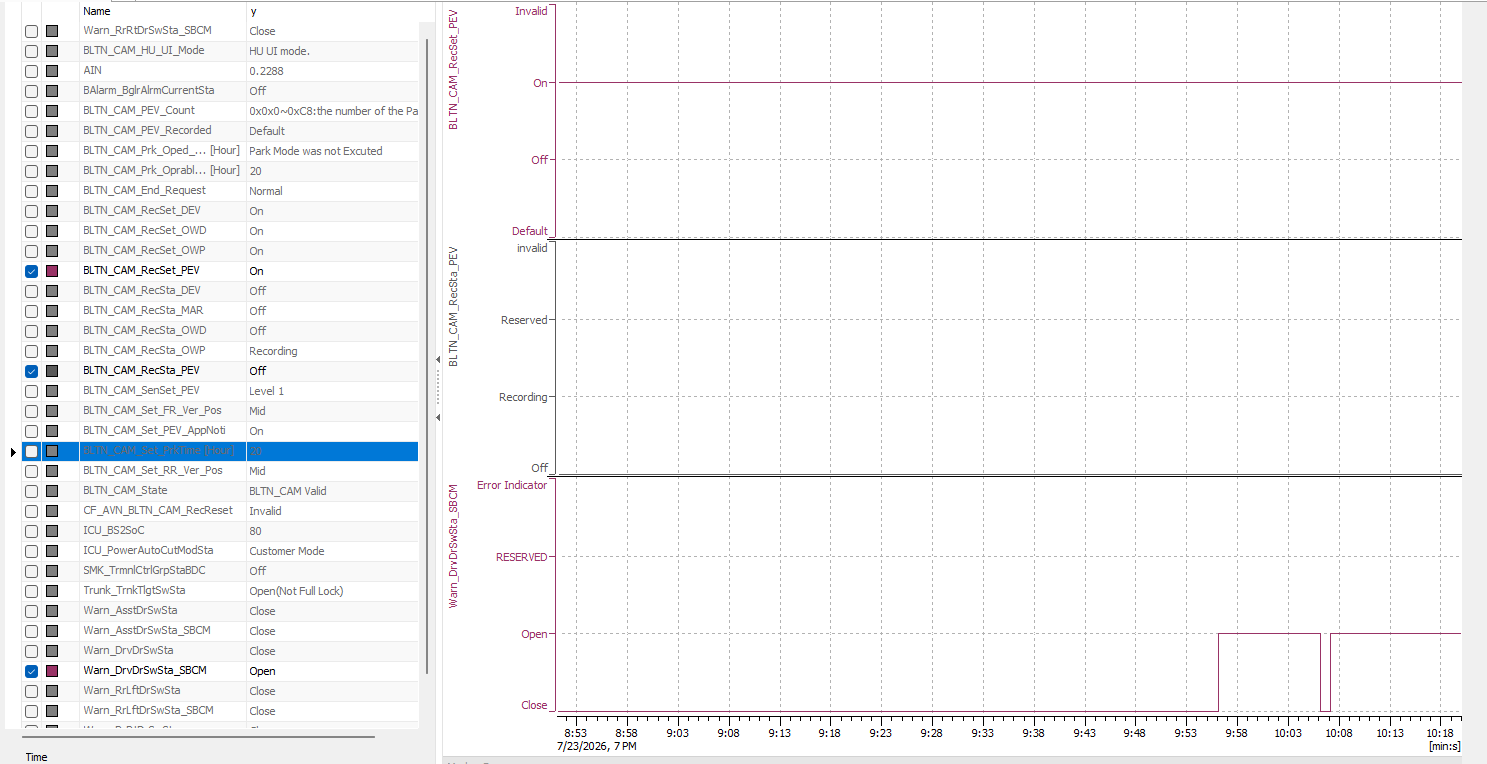 Name y
Warn_RrRtDrSwSta_SBCM Close
BLTN_CAM_HU_UI_Mode HU UI mode.
AIN 0.2288
BAlarm_BglrAlrmCurrentSta Off
BLTN_CAM_PEV_Count 0x0x0~0xC8:the number of the Pa
BLTN_CAM_PEV_Recorded Default
BLTN_CAM_Prk_Oped_... [Hour] Park Mode was not Excuted
BLTN_CAM_Prk_Oprabl... [Hour] 20
BLTN_CAM_End_Request Normal
BLTN_CAM_RecSet_DEV On
BLTN_CAM_RecSet_OWD On
BLTN_CAM_RecSet_OWP On
BLTN_CAM_RecSet_PEV On
BLTN_CAM_RecSta_DEV Off
BLTN_CAM_RecSta_MAR Off
BLTN_CAM_RecSta_OWD Off
BLTN_CAM_RecSta_OWP Recording
BLTN_CAM_RecSta_PEV Off
BLTN_CAM_SenSet_PEV Level 1
BLTN_CAM_Set_FR_Ver_Pos Mid
BLTN_CAM_Set_PEV_AppNoti On
BLTN_CAM_Set_PrkTime [Hour] 20
BLTN_CAM_Set_RR_Ver_Pos Mid
BLTN_CAM_State BLTN_CAM Valid
CF_AVN_BLTN_CAM_RecReset Invalid
ICU_BS2SoC 80
ICU_PowerAutoCutModSta Customer Mode
SMK_TrmnlCtrlGrpStaBDC Off
Trunk_TrnkTlgtSwSta Open(Not Full Lock)
Warn_AsstDrSwSta Close
Warn_AsstDrSwSta_SBCM Close
Warn_DrvDrSwSta Close
Warn_DrvDrSwSta_SBCM Open
Warn_RrLftDrSwSta Close
Warn_RrLftDrSwSta_SBCM Close
Time
BLTN_CAM_RecSet_PEV
Invalid
On
Off
Default
BLTN_CAM_RecSta_PEV
invalid
Reserved
Recording
Off
Warn_DrvDrSwSta_SBCM
Error Indicator
RESERVED
Open
Close
8:53 8:58 9:03 9:08 9:13 9:18 9:23 9:28 9:33 9:38 9:43 9:48 9:53 9:58 10:03 10:08 10:13 10:18
7/23/2026, 7 PM [min:s]